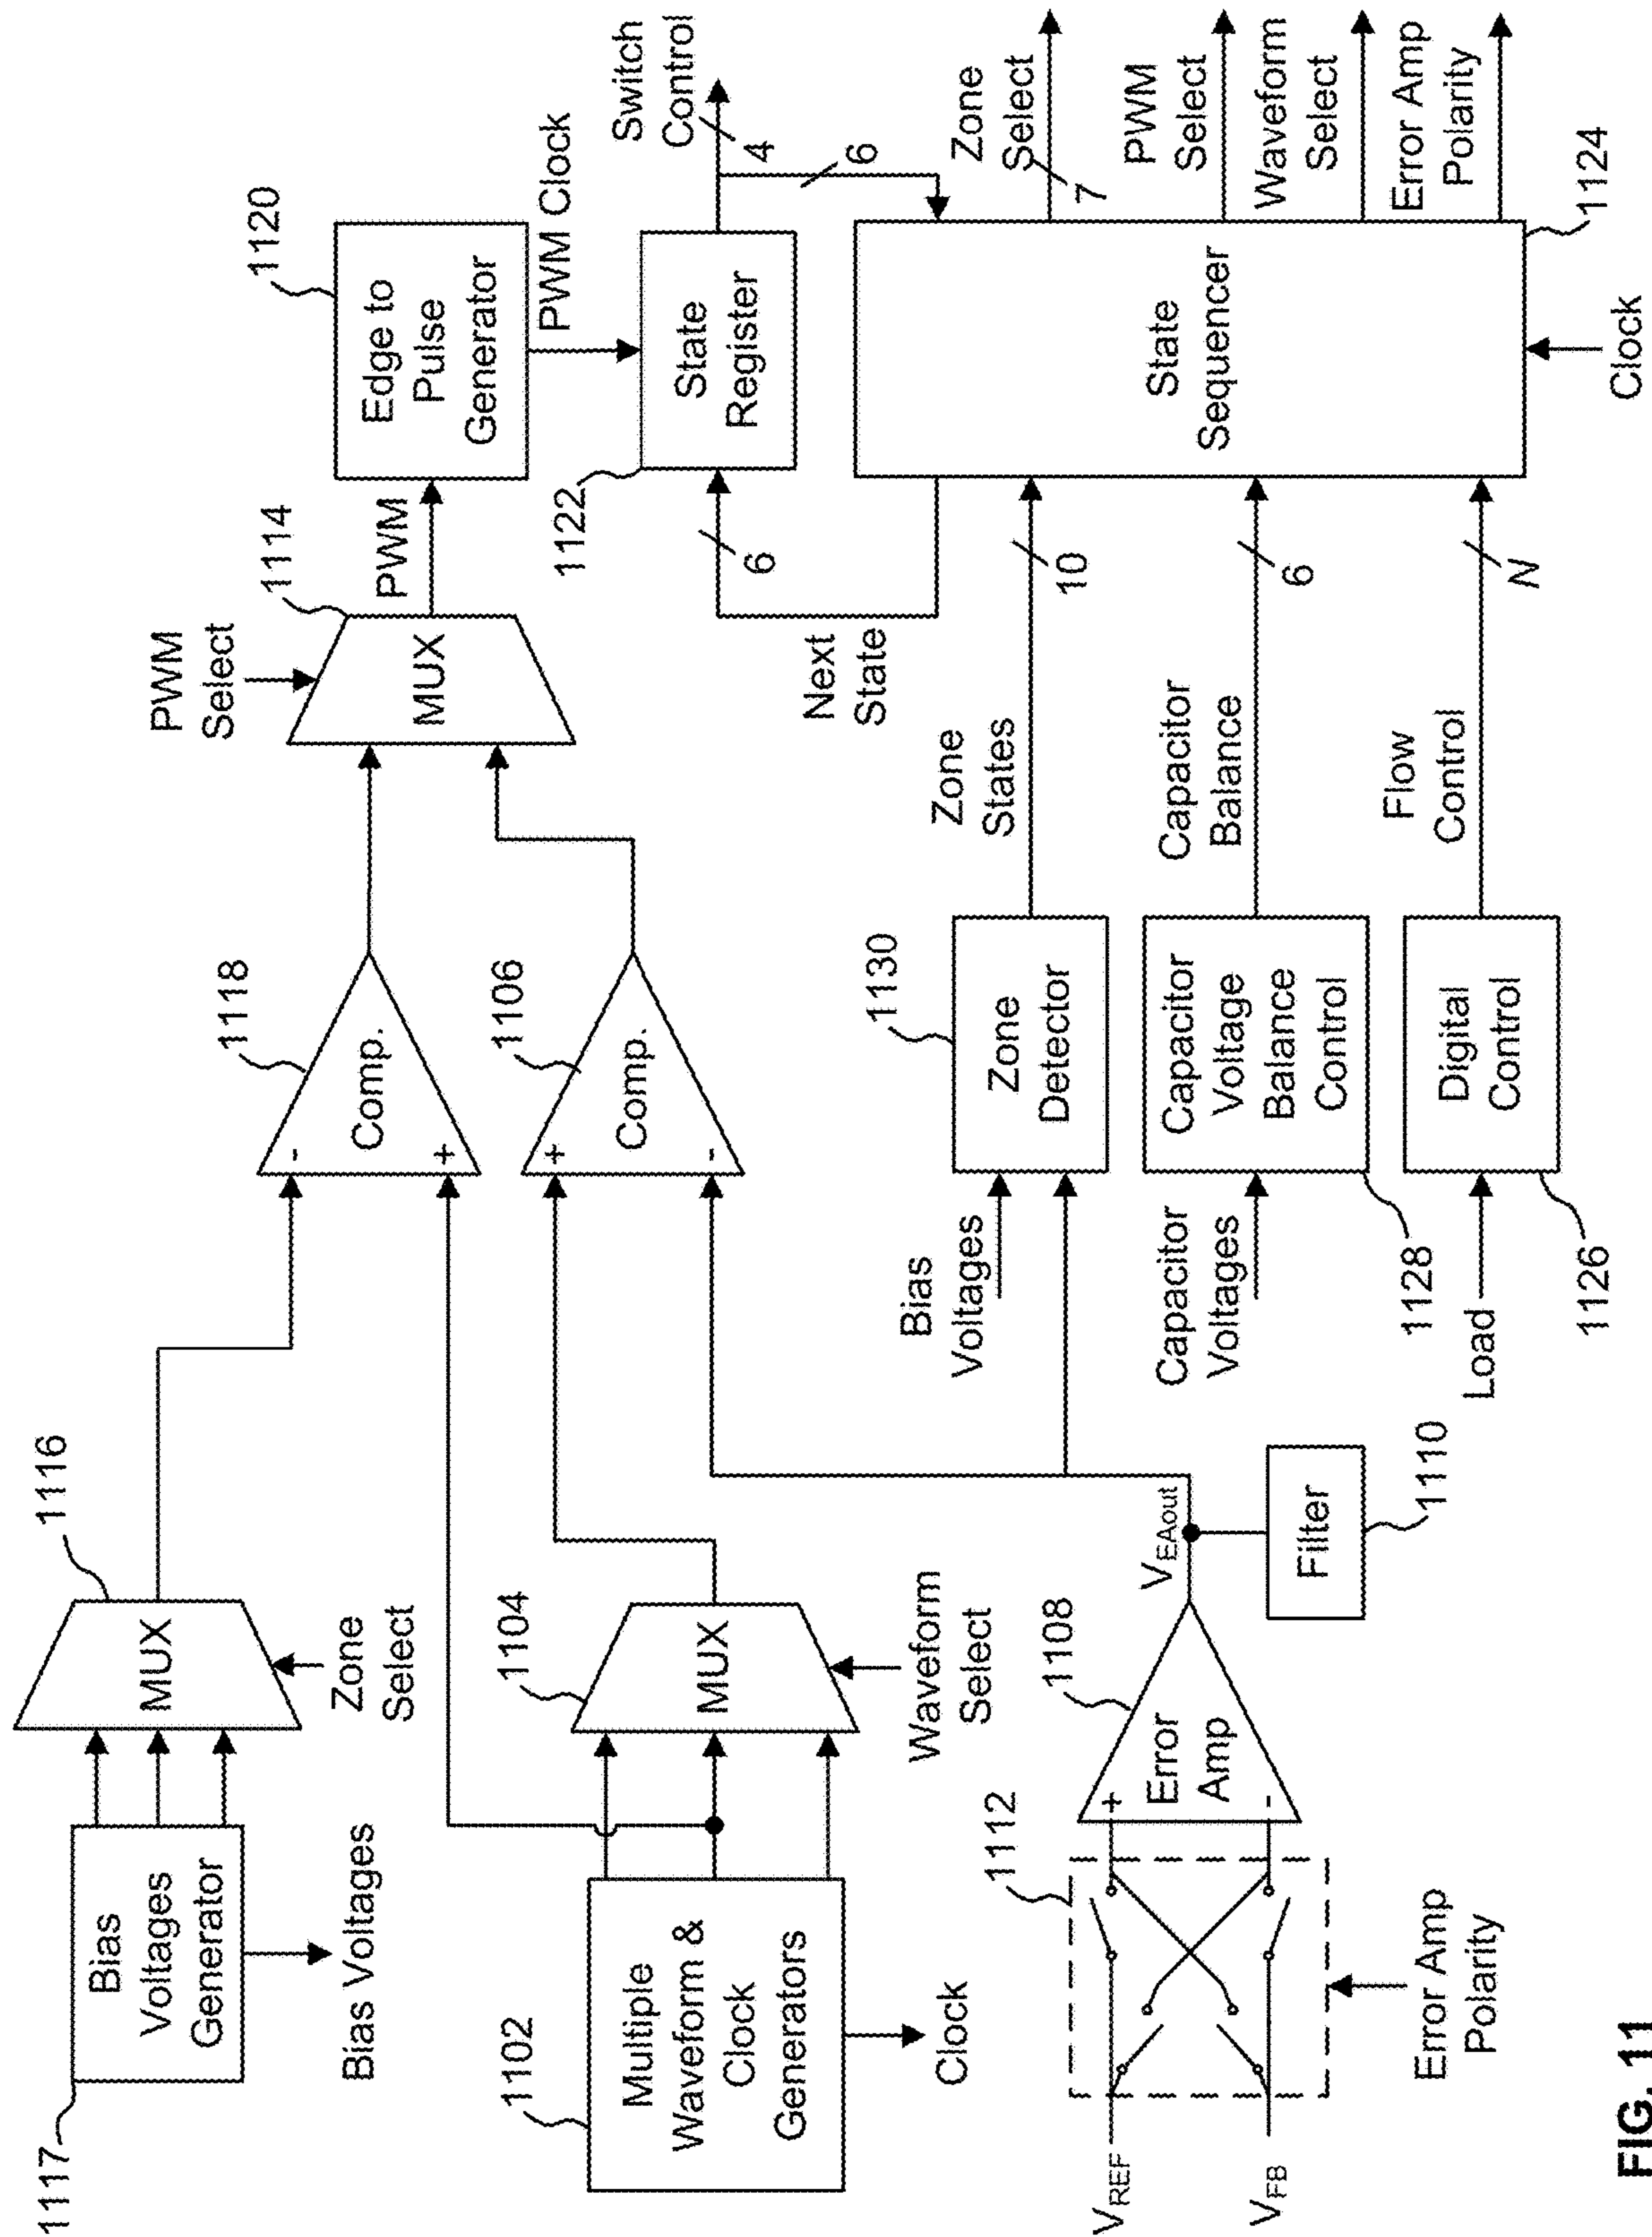 1117
Bias
Voltages
Generator
Bias Voltages
1116
MUX
Zone
Select
1118
-
Comp.
+
PWM
Select
1114
MUX
PWM
1120
Edge to
Pulse
Generator
PWM Clock
1102
Multiple
Waveform &
Clock
Generators
Clock
1104
MUX
Waveform
Select
1106
+
Comp.
-
1122
State
Register
6
Next
State
Switch
Control
4
6
V_REF
V_FB
1112
Error Amp
Polarity
1108
+
Error
Amp
-
V_EAout
Filter
1110
Bias
Voltages
1130
Zone
Detector
Zone
States
10
Capacitor
Voltages
Capacitor
Voltage
Balance
Control
1128
Capacitor
Balance
6
Load
Digital
Control
1126
Flow
Control
N
State
Sequencer
1124
Clock
Zone
Select
7
PWM
Select
Waveform
Select
Error Amp
Polarity
FIG. 11